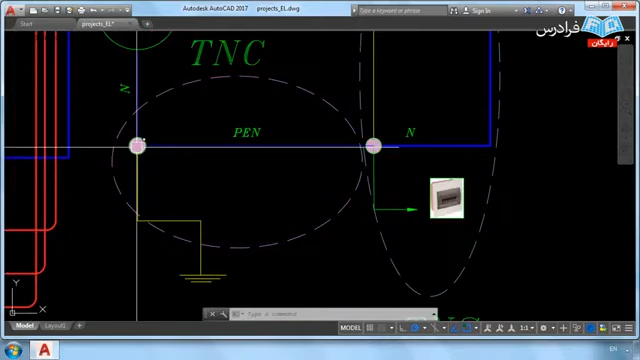 Autodesk AutoCAD 2017 projects_EL.dwg
Type a keyword or phrase
Sign In
Start
projects_EL*
فرادرس
رایگان
TNC
N
PEN
N
Y
X
Type a command
Model
Layout1
MODEL
1:1
EN